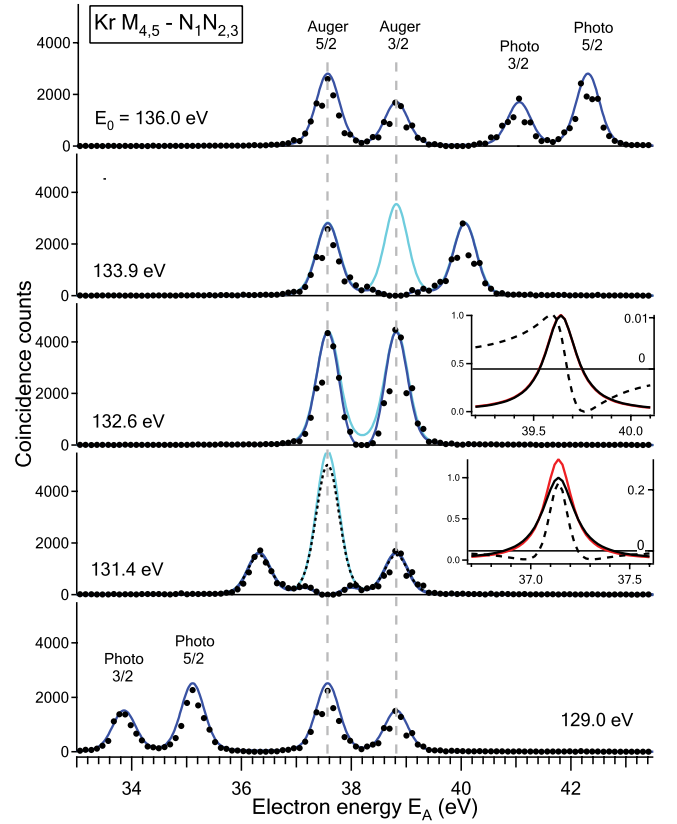 Kr M4,5 - N1N2,3
Auger
5/2
Auger
3/2
Photo
3/2
Photo
5/2
4000
2000
0
E0 = 136.0 eV
4000
2000
0
133.9 eV
4000
2000
0
132.6 eV
1.0
0.5
0.0
0.01
0
39.5
40.0
4000
2000
0
131.4 eV
1.0
0.5
0.0
0.2
0
37.0
37.5
4000
2000
0
Photo
3/2
Photo
5/2
129.0 eV
34
36
38
40
42
Electron energy EA (eV)
Coincidence counts